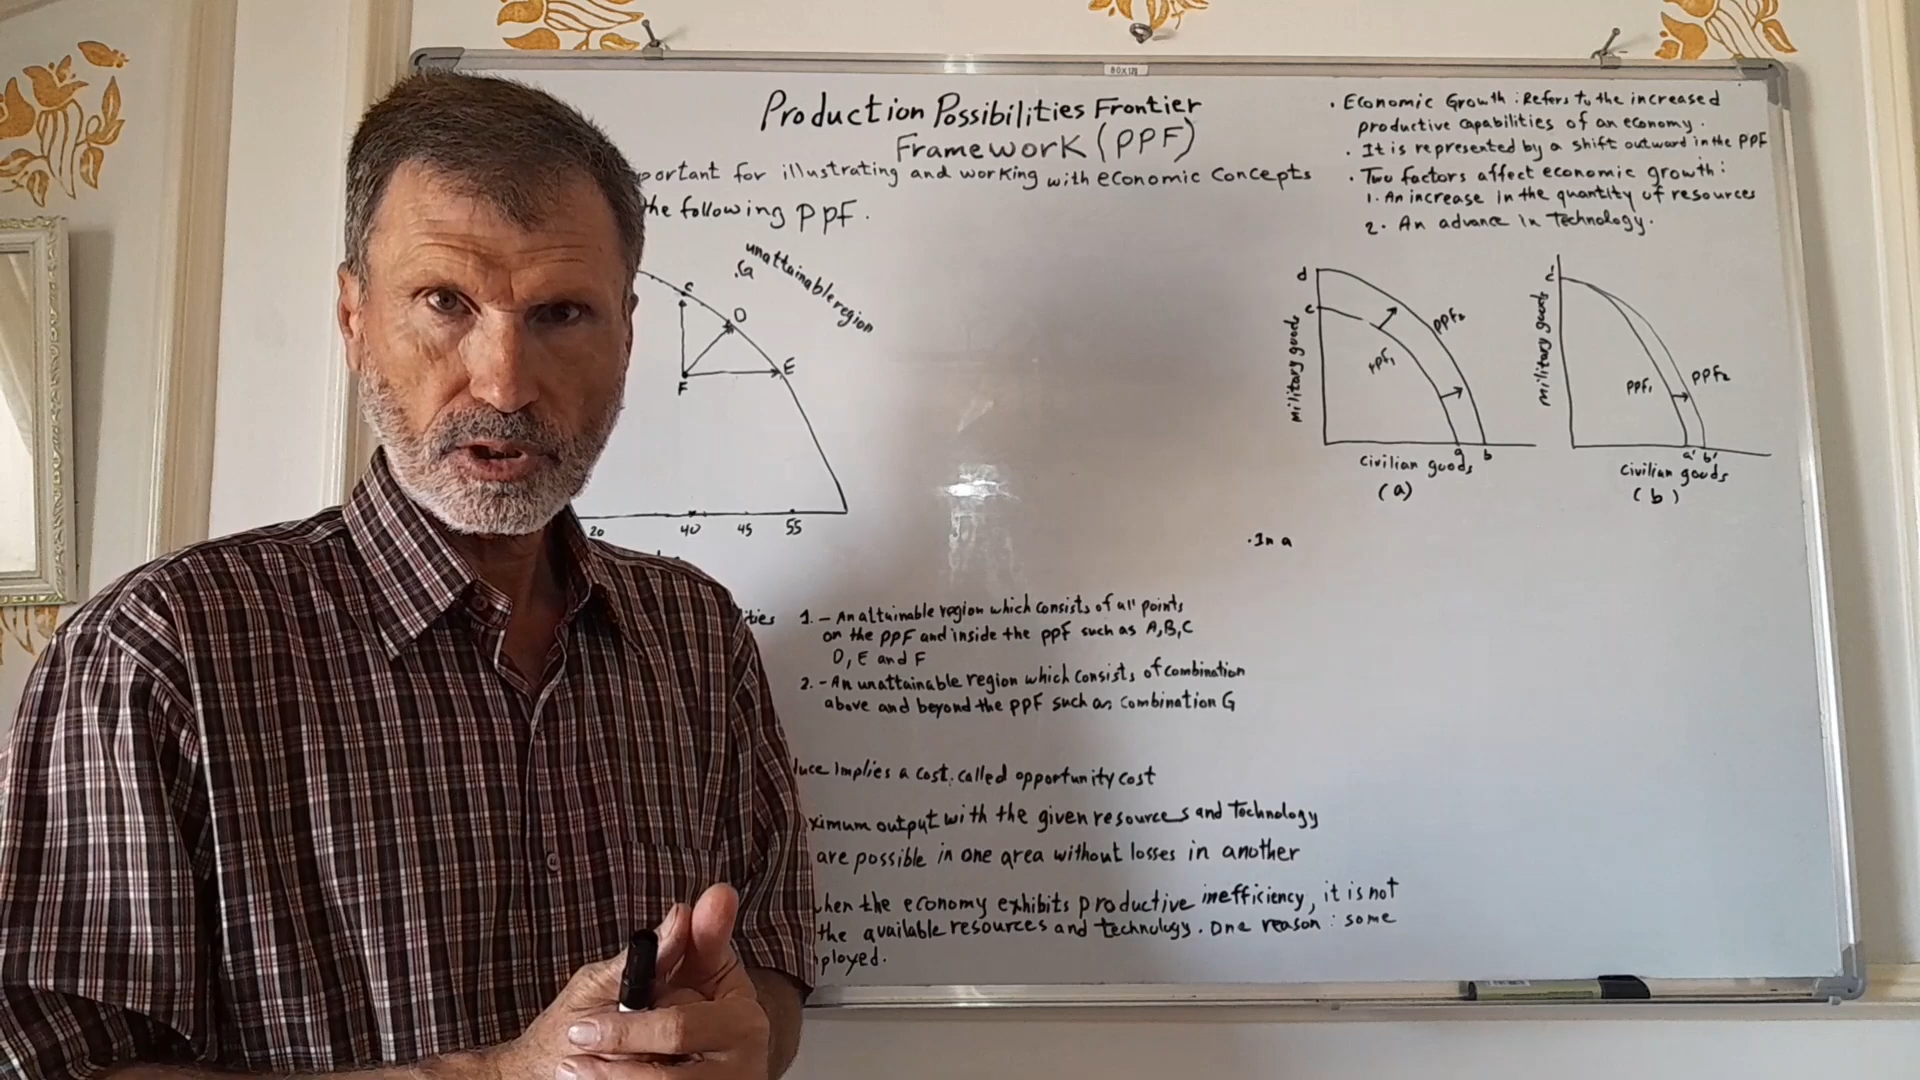 80X120
Production Possibilities Frontier
Framework (PPF)
portant for illustrating and working with economic concepts
the following ppf.
unattainable region
.G
C
D
E
F
20 40 45 55
ties
1. - An attainable region which consists of all points
on the ppf and inside the ppf such as A, B, C
D, E and F
2. - An unattainable region which consists of combination
above and beyond the ppf such as combination G
luce implies a cost. called opportunity cost
ximum output with the given resources and Technology
are possible in one area without losses in another
when the economy exhibits productive inefficiency, it is not
the available resources and technology. One reason : some
ployed.
. Economic Growth : Refers to the increased
productive capabilities of an economy.
. It is represented by a shift outward in the PPF
. Two factors affect economic growth :
1. An increase in the quantity of resources
2. An advance in Technology.
d
c
military goods
PPF1
PPF2
a b
civilian goods
(a)
c'
military goods
PPF1
PPF2
a' b'
civilian goods
(b)
. In a